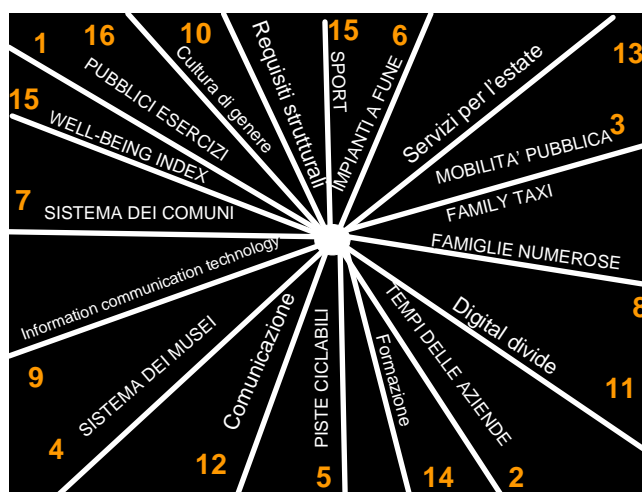 1
16
10
15
6
13
PUBBLICI ESERCIZI
Cultura di genere
Requisiti strutturali
SPORT
IMPIANTI A FUNE
Servizi per l'estate
15
WELL-BEING INDEX
3
MOBILITA' PUBBLICA
7
SISTEMA DEI COMUNI
FAMILY TAXI
FAMIGLIE NUMEROSE
8
Information communication technology
9
SISTEMA DEI MUSEI
4
Comunicazione
12
PISTE CICLABILI
5
Formazione
14
TEMPI DELLE AZIENDE
2
Digital divide
11